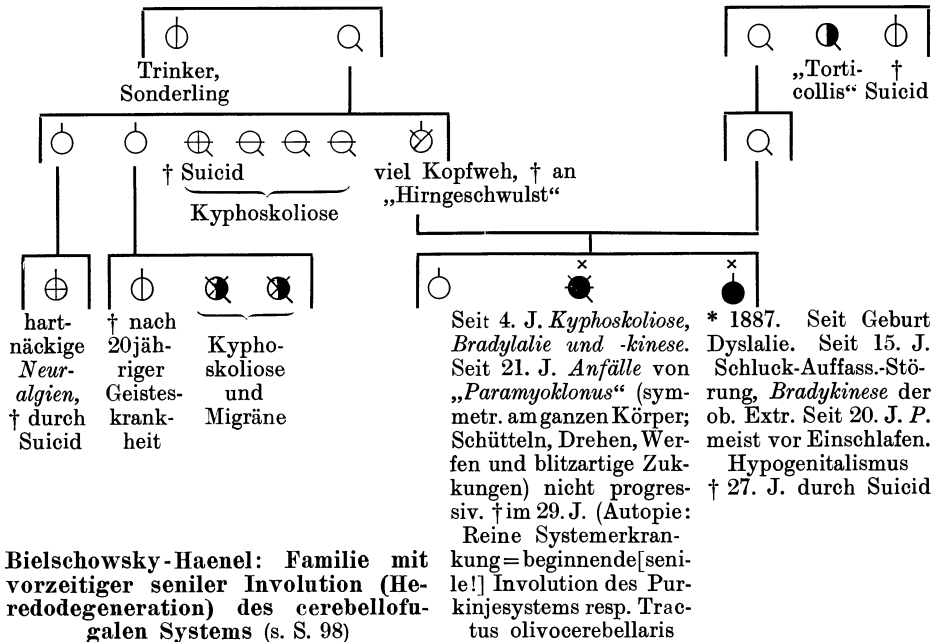 Trinker,
Sonderling
„Torti-
collis“
†
Suicid
† Suicid
Kyphoskoliose
viel Kopfweh, † an
„Hirngeschwulst“
hart-
näckige
Neur-
algien,
† durch
Suicid
† nach
20jäh-
riger
Geistes-
krank-
heit
Kypho-
skoliose
und
Migräne
×
Seit 4. J. Kyphoskoliose,
Bradylalie und -kinese.
Seit 21. J. Anfälle von
„Paramyoklonus“ (sym-
metr. am ganzen Körper;
Schütteln, Drehen, Wer-
fen und blitzartige Zuk-
kungen) nicht progres-
siv. † im 29. J. (Autopie:
Reine Systemerkran-
kung = beginnende [seni-
le!] Involution des Pur-
kinjesystems resp. Trac-
tus olivocerebellaris
×
* 1887. Seit Geburt
Dyslalie. Seit 15. J.
Schluck-Auffass.-Stö-
rung, Bradykinese der
ob. Extr. Seit 20. J. P.
meist vor Einschlafen.
Hypogenitalismus
† 27. J. durch Suicid
Bielschowsky-Haenel: Familie mit
vorzeitiger seniler Involution (He-
redodegeneration) des cerebellofu-
galen Systems (s. S. 98)